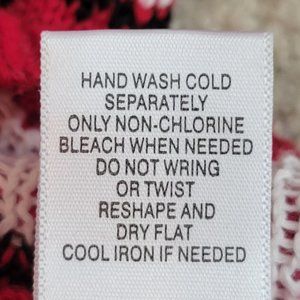 HAND WASH COLD
SEPARATELY
ONLY NON-CHLORINE
BLEACH WHEN NEEDED
DO NOT WRING
OR TWIST
RESHAPE AND
DRY FLAT
COOL IRON IF NEEDED